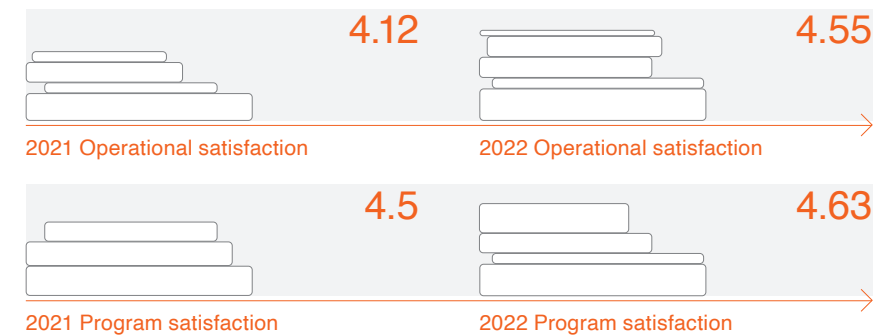 4.12
4.55
2021 Operational satisfaction
2022 Operational satisfaction
4.5
4.63
2021 Program satisfaction
2022 Program satisfaction